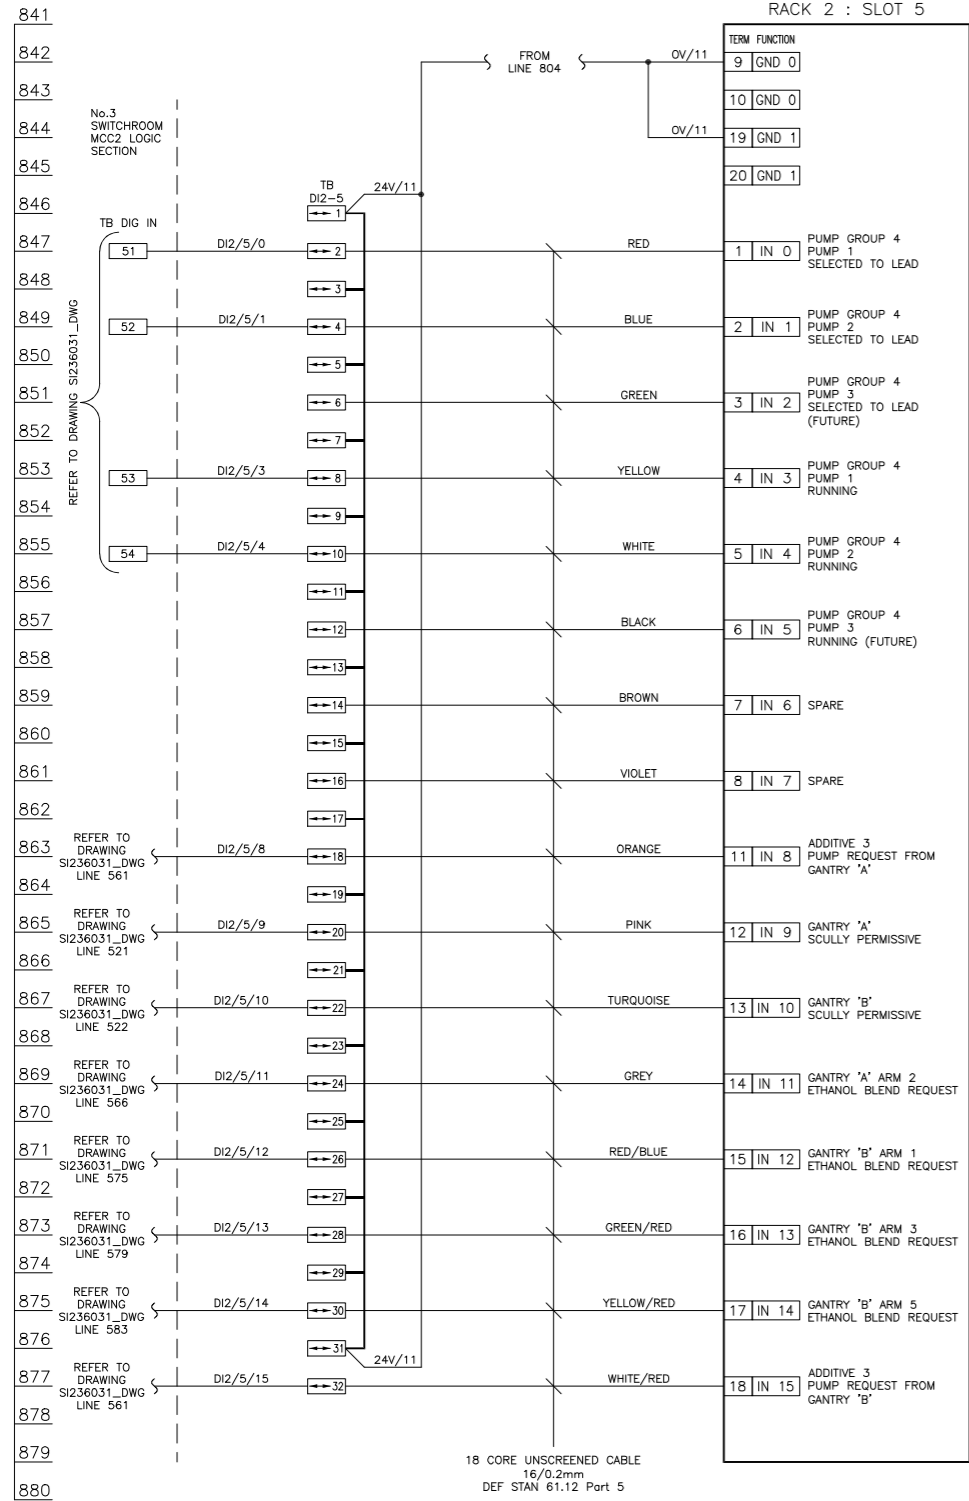 RACK 2 : SLOT 5
841
TERM FUNCTION
842
FROM
LINE 804
0V/11
9 GND 0
843
10 GND 0
No.3
SWITCHROOM
MCC2 LOGIC
SECTION
844
0V/11
19 GND 1
845
20 GND 1
TB
DI2-5
24V/11
846
1
TB DIG IN
REFER TO DRAWING SI236031_DWG
847
51
DI2/5/0
2
RED
1 IN 0
PUMP GROUP 4
PUMP 1
SELECTED TO LEAD
848
3
849
52
DI2/5/1
4
BLUE
2 IN 1
PUMP GROUP 4
PUMP 2
SELECTED TO LEAD
850
5
851
6
GREEN
3 IN 2
PUMP GROUP 4
PUMP 3
SELECTED TO LEAD
(FUTURE)
852
7
853
53
DI2/5/3
8
YELLOW
4 IN 3
PUMP GROUP 4
PUMP 1
RUNNING
854
9
855
54
DI2/5/4
10
WHITE
5 IN 4
PUMP GROUP 4
PUMP 2
RUNNING
856
11
857
12
BLACK
6 IN 5
PUMP GROUP 4
PUMP 3
RUNNING (FUTURE)
858
13
859
14
BROWN
7 IN 6
SPARE
860
15
861
16
VIOLET
8 IN 7
SPARE
862
17
863
REFER TO
DRAWING
SI236031_DWG
LINE 561
DI2/5/8
18
ORANGE
11 IN 8
ADDITIVE 3
PUMP REQUEST FROM
GANTRY 'A'
864
19
865
REFER TO
DRAWING
SI236031_DWG
LINE 521
DI2/5/9
20
PINK
12 IN 9
GANTRY 'A'
SCULLY PERMISSIVE
866
21
867
REFER TO
DRAWING
SI236031_DWG
LINE 522
DI2/5/10
22
TURQUOISE
13 IN 10
GANTRY 'B'
SCULLY PERMISSIVE
868
23
869
REFER TO
DRAWING
SI236031_DWG
LINE 566
DI2/5/11
24
GREY
14 IN 11
GANTRY 'A' ARM 2
ETHANOL BLEND REQUEST
870
25
871
REFER TO
DRAWING
SI236031_DWG
LINE 575
DI2/5/12
26
RED/BLUE
15 IN 12
GANTRY 'B' ARM 1
ETHANOL BLEND REQUEST
872
27
873
REFER TO
DRAWING
SI236031_DWG
LINE 579
DI2/5/13
28
GREEN/RED
16 IN 13
GANTRY 'B' ARM 3
ETHANOL BLEND REQUEST
874
29
875
REFER TO
DRAWING
SI236031_DWG
LINE 583
DI2/5/14
30
YELLOW/RED
17 IN 14
GANTRY 'B' ARM 5
ETHANOL BLEND REQUEST
876
31
24V/11
877
REFER TO
DRAWING
SI236031_DWG
LINE 561
DI2/5/15
32
WHITE/RED
18 IN 15
ADDITIVE 3
PUMP REQUEST FROM
GANTRY 'B'
878
879
18 CORE UNSCREENED CABLE
16/0.2mm
DEF STAN 61.12 Part 5
880